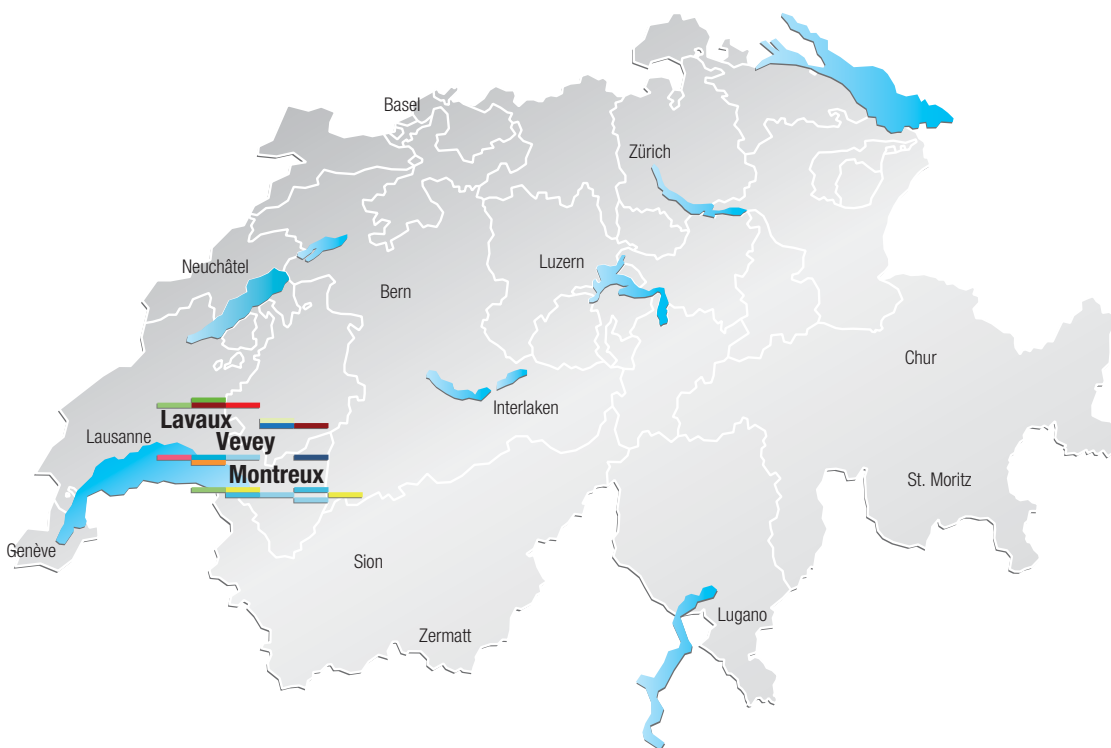 Basel
Zürich
Neuchâtel
Luzern
Bern
Chur
Interlaken
Lavaux
Lausanne
Vevey
Montreux
St. Moritz
Genève
Sion
Lugano
Zermatt